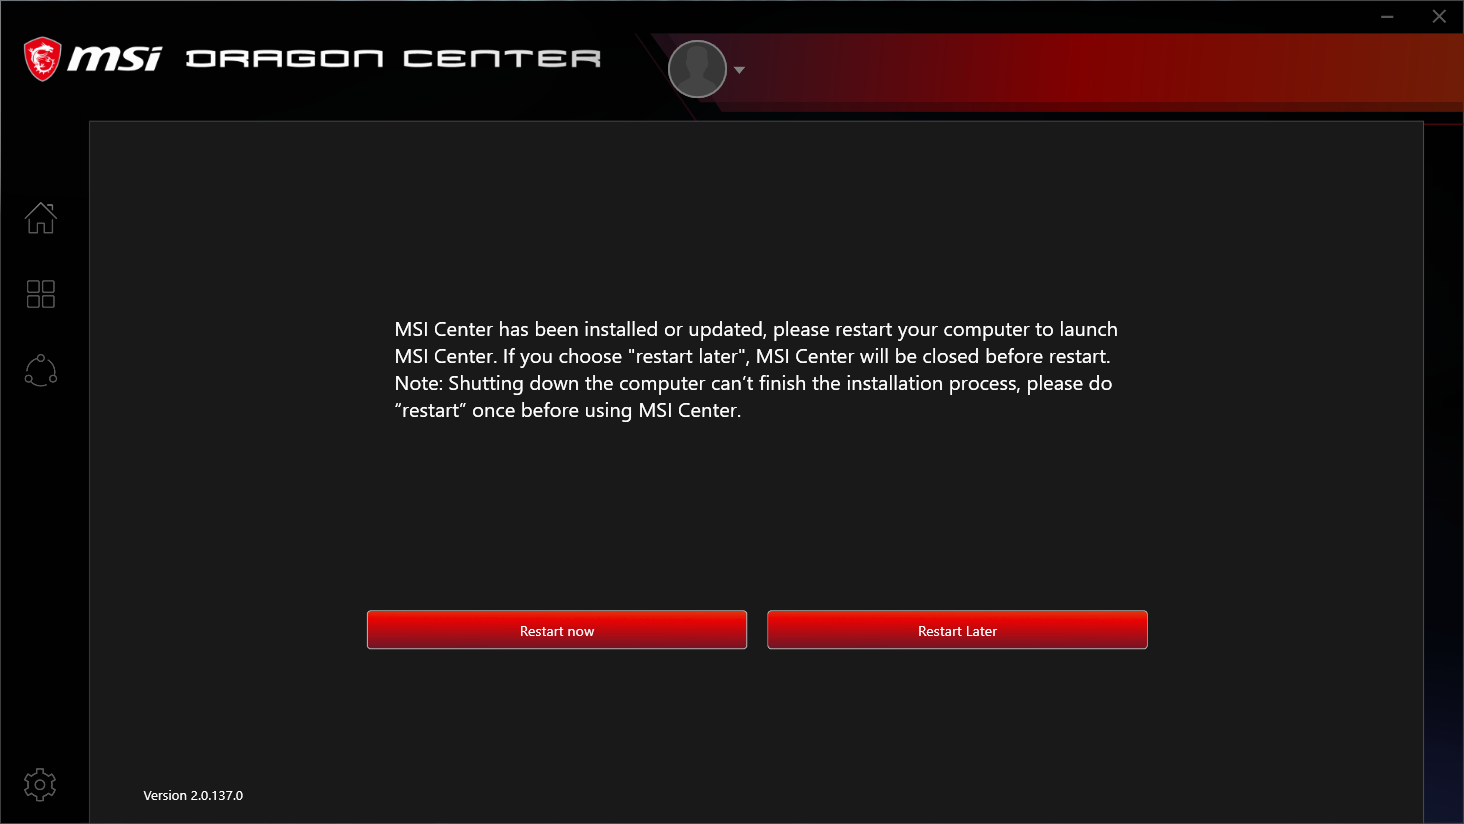 msi DRAGON CENTER
MSI Center has been installed or updated, please restart your computer to launch
MSI Center. If you choose "restart later", MSI Center will be closed before restart.
Note: Shutting down the computer can’t finish the installation process, please do
“restart“ once before using MSI Center.
Restart now
Restart Later
Version 2.0.137.0